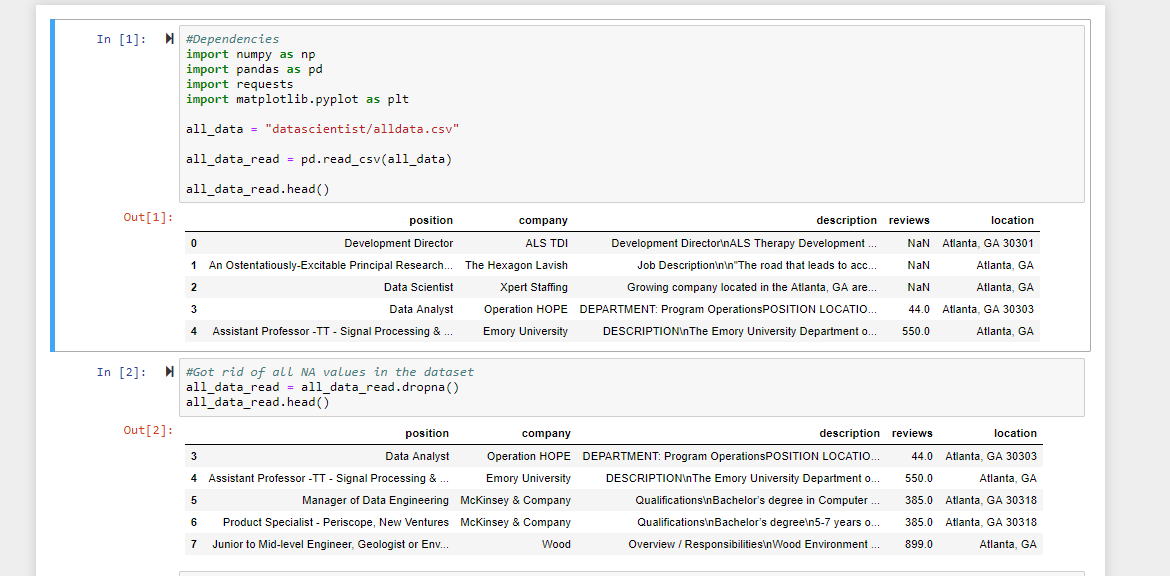 In [1]:
#Dependencies
import numpy as np
import pandas as pd
import requests
import matplotlib.pyplot as plt
all_data = "datascientist/alldata.csv"
all_data_read = pd.read_csv(all_data)
all_data_read.head()
Out[1]:
position company description reviews location
0 Development Director ALS TDI Development Director\nALS Therapy Development ... NaN Atlanta, GA 30301
1 An Ostentatiously-Excitable Principal Research... The Hexagon Lavish Job Description\n\n"The road that leads to acc... NaN Atlanta, GA
2 Data Scientist Xpert Staffing Growing company located in the Atlanta, GA are... NaN Atlanta, GA
3 Data Analyst Operation HOPE DEPARTMENT: Program OperationsPOSITION LOCATIO... 44.0 Atlanta, GA 30303
4 Assistant Professor -TT - Signal Processing & ... Emory University DESCRIPTION\nThe Emory University Department o... 550.0 Atlanta, GA
In [2]:
#Got rid of all NA values in the dataset
all_data_read = all_data_read.dropna()
all_data_read.head()
Out[2]:
position company description reviews location
3 Data Analyst Operation HOPE DEPARTMENT: Program OperationsPOSITION LOCATIO... 44.0 Atlanta, GA 30303
4 Assistant Professor -TT - Signal Processing & ... Emory University DESCRIPTION\nThe Emory University Department o... 550.0 Atlanta, GA
5 Manager of Data Engineering McKinsey & Company Qualifications\nBachelor's degree in Computer ... 385.0 Atlanta, GA 30318
6 Product Specialist - Periscope, New Ventures McKinsey & Company Qualifications\nBachelor's degree\n5-7 years o... 385.0 Atlanta, GA 30318
7 Junior to Mid-level Engineer, Geologist or Env... Wood Overview / Responsibilities\nWood Environment ... 899.0 Atlanta, GA